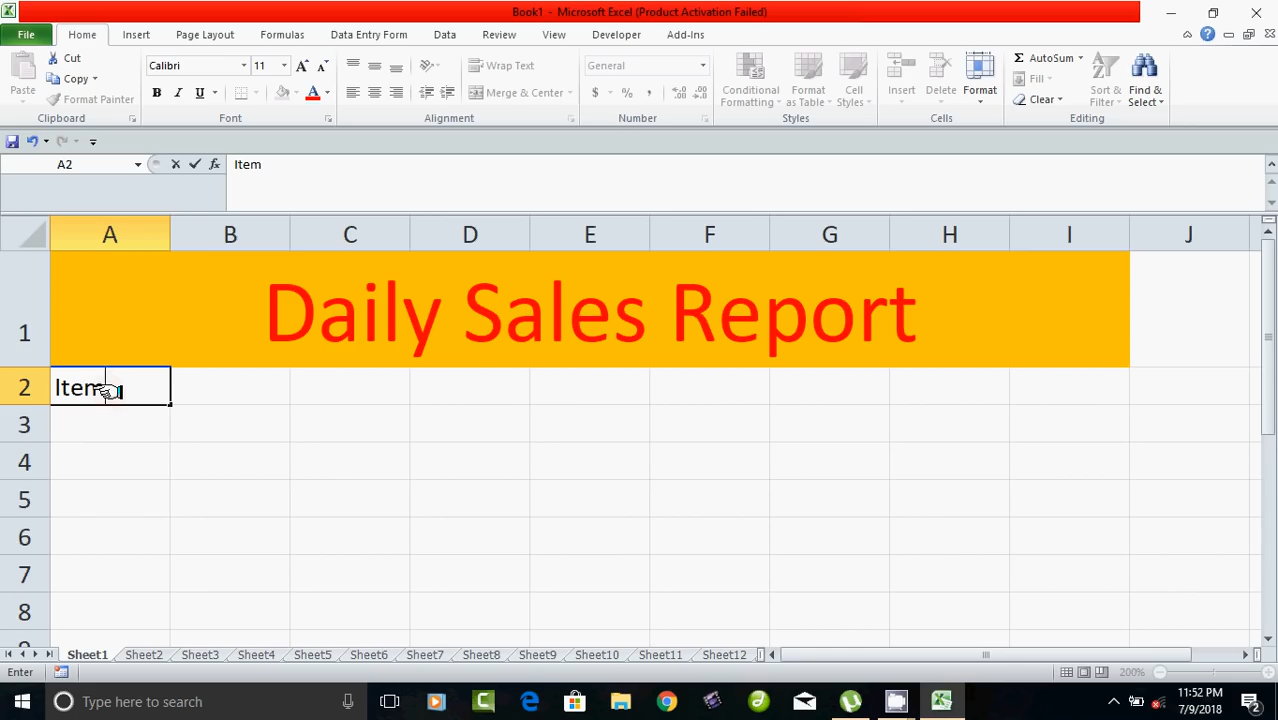 Book1 - Microsoft Excel (Product Activation Failed)
File Home Insert Page Layout Formulas Data Entry Form Data Review View Developer Add-Ins
Paste
Cut
Copy
Format Painter
Clipboard
Calibri 11
B I U
Font
Wrap Text
Merge & Center
Alignment
General
$ % ,
Number
Conditional Formatting
Format as Table
Cell Styles
Styles
Insert Delete Format
Cells
AutoSum
Fill
Clear
Sort & Filter
Find & Select
Editing
A2 fx Item
A B C D E F G H I J
1 Daily Sales Report
2 Item
3
4
5
6
7
8
Sheet1 Sheet2 Sheet3 Sheet4 Sheet5 Sheet6 Sheet7 Sheet8 Sheet9 Sheet10 Sheet11 Sheet12
Enter 200%
Type here to search
11:52 PM
7/9/2018
2